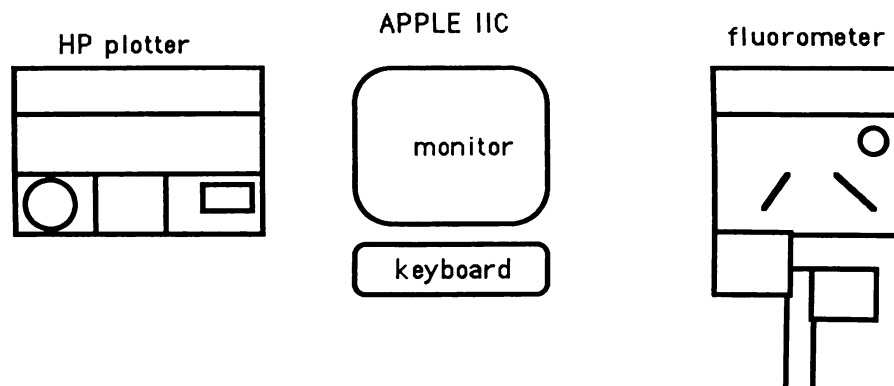 HP plotter
APPLE IIC
fluorometer
monitor
keyboard